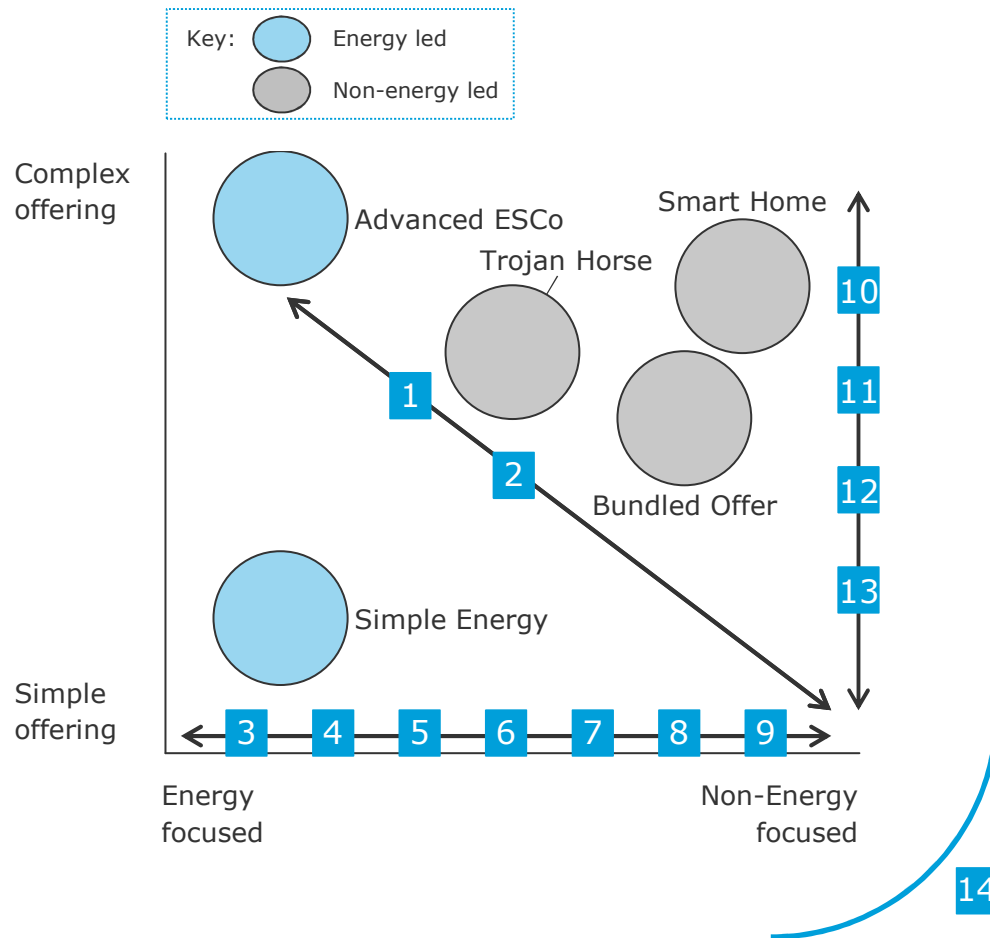 Key:
Energy led
Non-energy led
Complex
offering
Advanced ESCo
Smart Home
Trojan Horse
10
1
11
2
12
Bundled Offer
13
Simple Energy
Simple
offering
3 4 5 6 7 8 9
Energy
focused
Non-Energy
focused
14